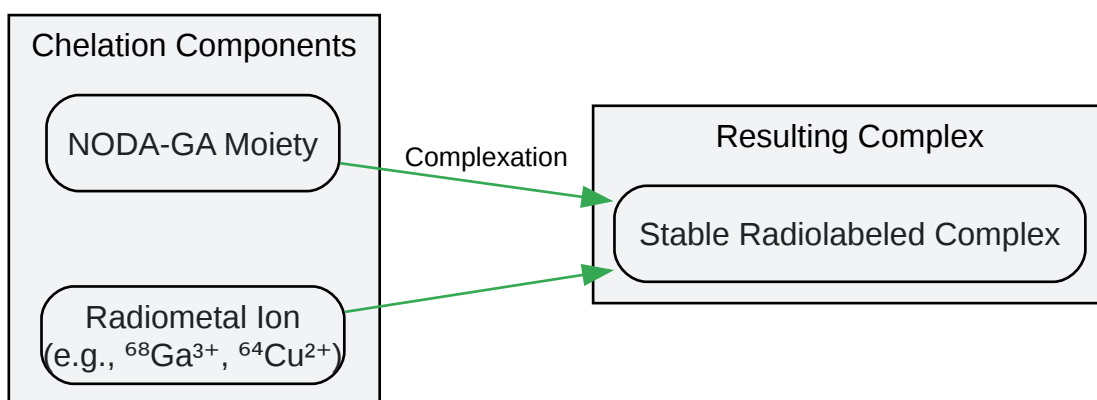 Chelation Components
NODA-GA Moiety
Complexation
Resulting Complex
Stable Radiolabeled Complex
Radiometal Ion
(e.g., ⁶⁸Ga³⁺, ⁶⁴Cu²⁺)